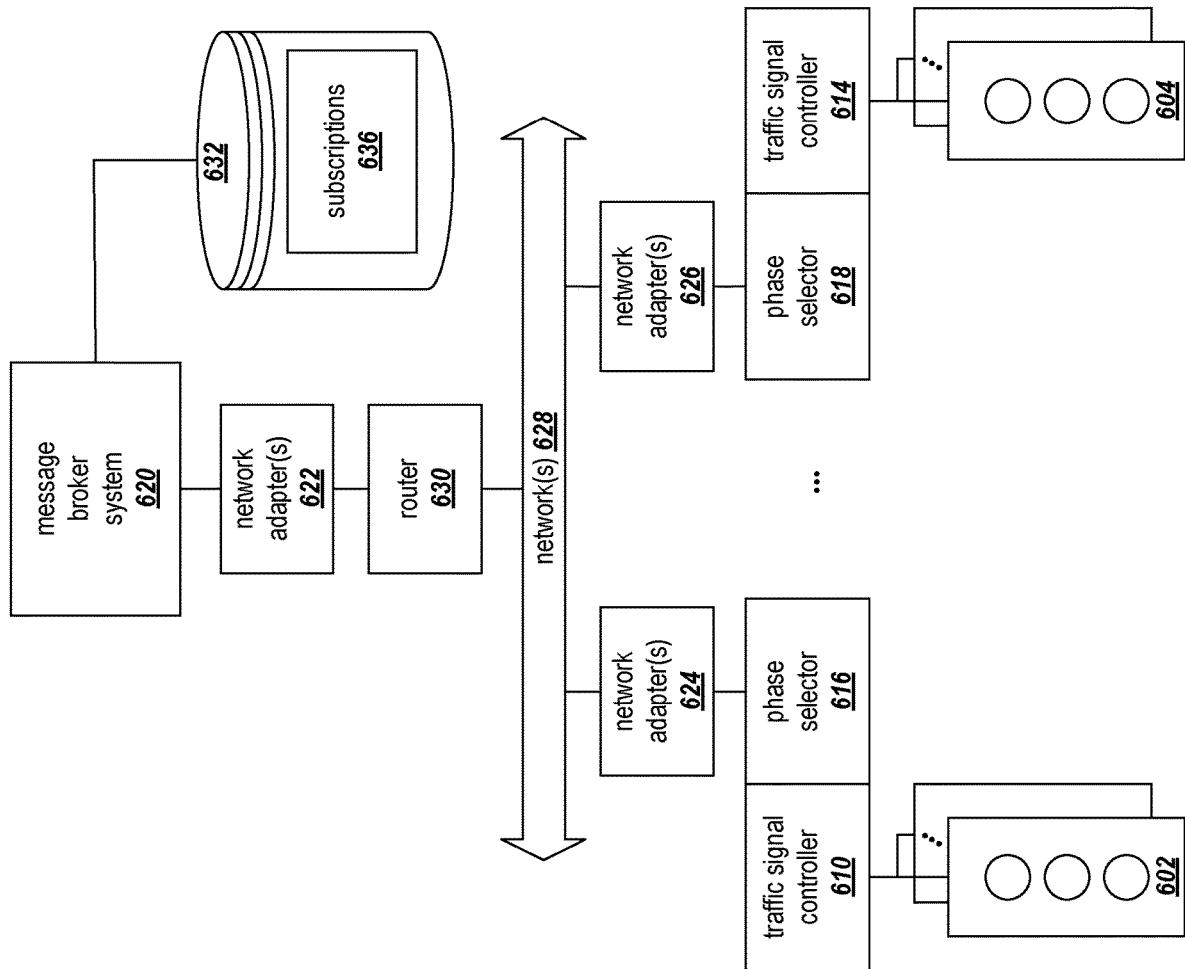 message
broker
system
620
632
subscriptions
636
network
adapter(s)
622
router
630
network(s) 628
network
adapter(s)
624
network
adapter(s)
626
traffic signal
controller
610
phase
selector
616
...
phase
selector
618
traffic signal
controller
614
602
604